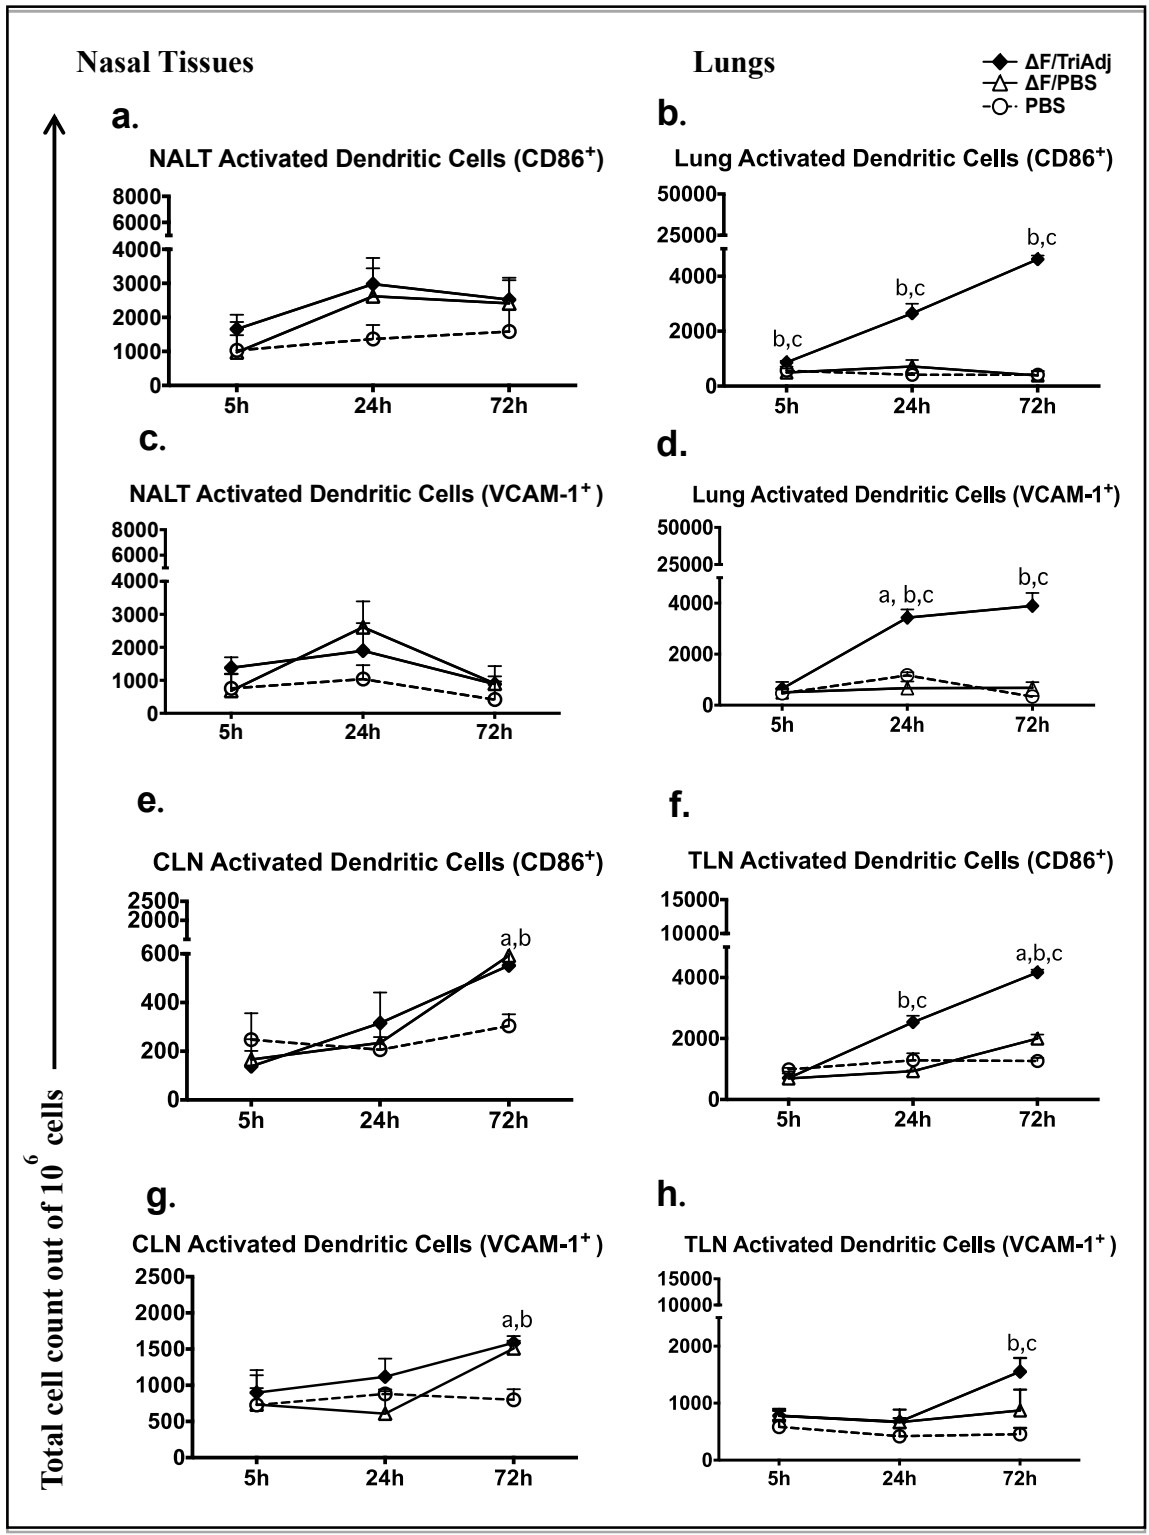 Nasal Tissues
Lungs
ΔF/TriAdj
ΔF/PBS
PBS
a.
NALT Activated Dendritic Cells (CD86+)
8000
6000
4000
3000
2000
1000
0
5h 24h 72h
b.
Lung Activated Dendritic Cells (CD86+)
50000
25000
4000
2000
0
b,c
b,c
b,c
5h 24h 72h
c.
NALT Activated Dendritic Cells (VCAM-1+ )
8000
6000
4000
3000
2000
1000
0
5h 24h 72h
d.
Lung Activated Dendritic Cells (VCAM-1+)
50000
25000
4000
2000
0
a, b,c
b,c
5h 24h 72h
e.
CLN Activated Dendritic Cells (CD86+)
2500
2000
600
400
200
0
a,b
5h 24h 72h
f.
TLN Activated Dendritic Cells (CD86+)
15000
10000
4000
2000
0
b,c
a,b,c
5h 24h 72h
g.
CLN Activated Dendritic Cells (VCAM-1+ )
2500
2000
1500
1000
500
0
a,b
5h 24h 72h
h.
TLN Activated Dendritic Cells (VCAM-1+ )
15000
10000
2000
1000
0
b,c
5h 24h 72h
Total cell count out of 10^6 cells